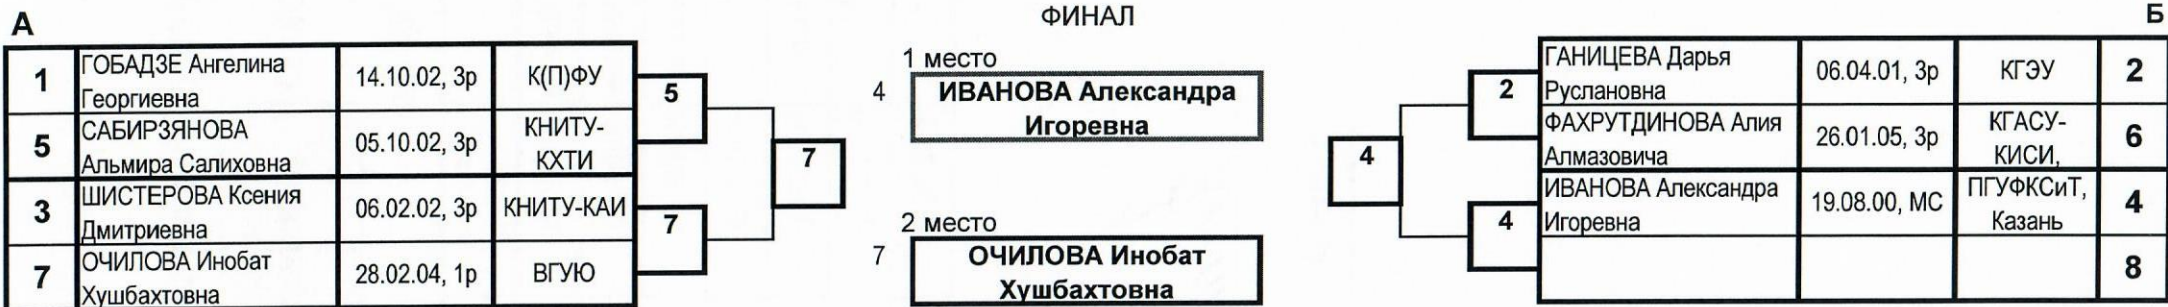 А
ФИНАЛ
Б
1
ГОБАДЗЕ Ангелина
Георгиевна
14.10.02, 3р
К(П)ФУ
5
САБИРЗЯНОВА
Альмира Салиховна
05.10.02, 3р
КНИТУ-
КХТИ
3
ШИСТЕРОВА Ксения
Дмитриевна
06.02.02, 3р
КНИТУ-КАИ
7
ОЧИЛОВА Инобат
Хушбахтовна
28.02.04, 1р
ВГУЮ
5
7
7
1 место
4
ИВАНОВА Александра
Игоревна
2 место
7
ОЧИЛОВА Инобат
Хушбахтовна
4
2
4
ГАНИЦЕВА Дарья
Руслановна
06.04.01, 3р
КГЭУ
2
ФАХРУТДИНОВА Алия
Алмазовича
26.01.05, 3р
КГАСУ-
КИСИ,
6
ИВАНОВА Александра
Игоревна
19.08.00, МС
ПГУФКСиТ,
Казань
4
8